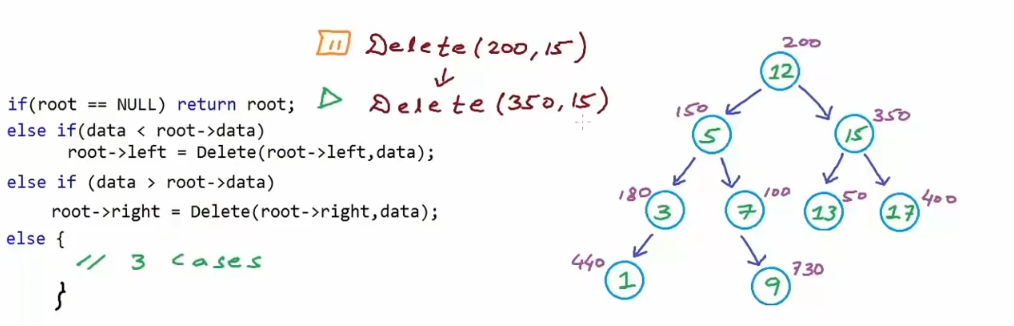 Delete(200,15)
↓
Delete(350,15)
if(root == NULL) return root;
else if(data < root->data)
root->left = Delete(root->left,data);
else if (data > root->data)
root->right = Delete(root->right,data);
else {
// 3 cases
}
200
12
150
5
350
15
180
3
100
7
50
13
400
17
440
1
730
9